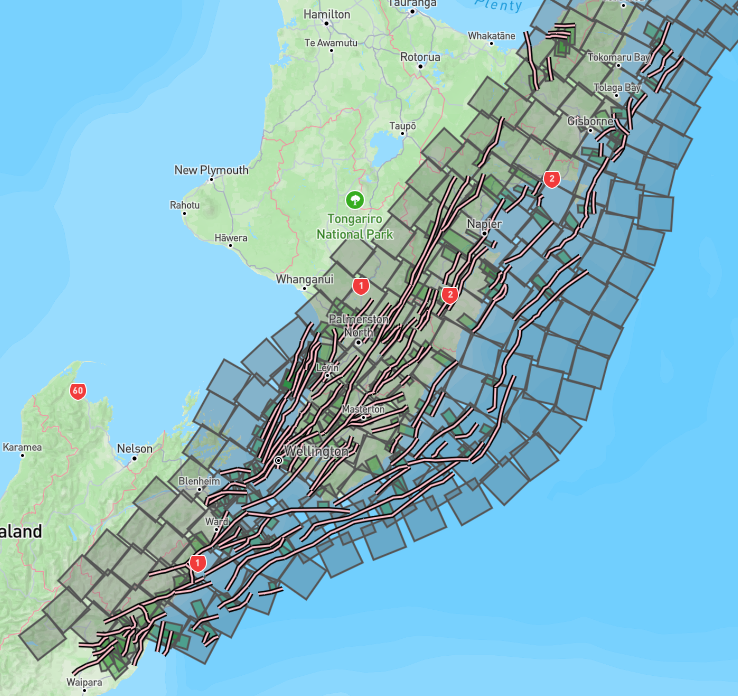 Tauranga
Hamilton
Plenty
Te Awamutu
Whakatāne
Rotorua
Tokomaru Bay
Tolaga Bay
Taupō
Gisborne
New Plymouth
2
Rahotu
Tongariro
National Park
Napier
Hāwera
Whanganui
1
2
Palmerston
North
Levin
60
Masterton
Karamea
Nelson
Wellington
Blenheim
Ward
aland
1
Waipara